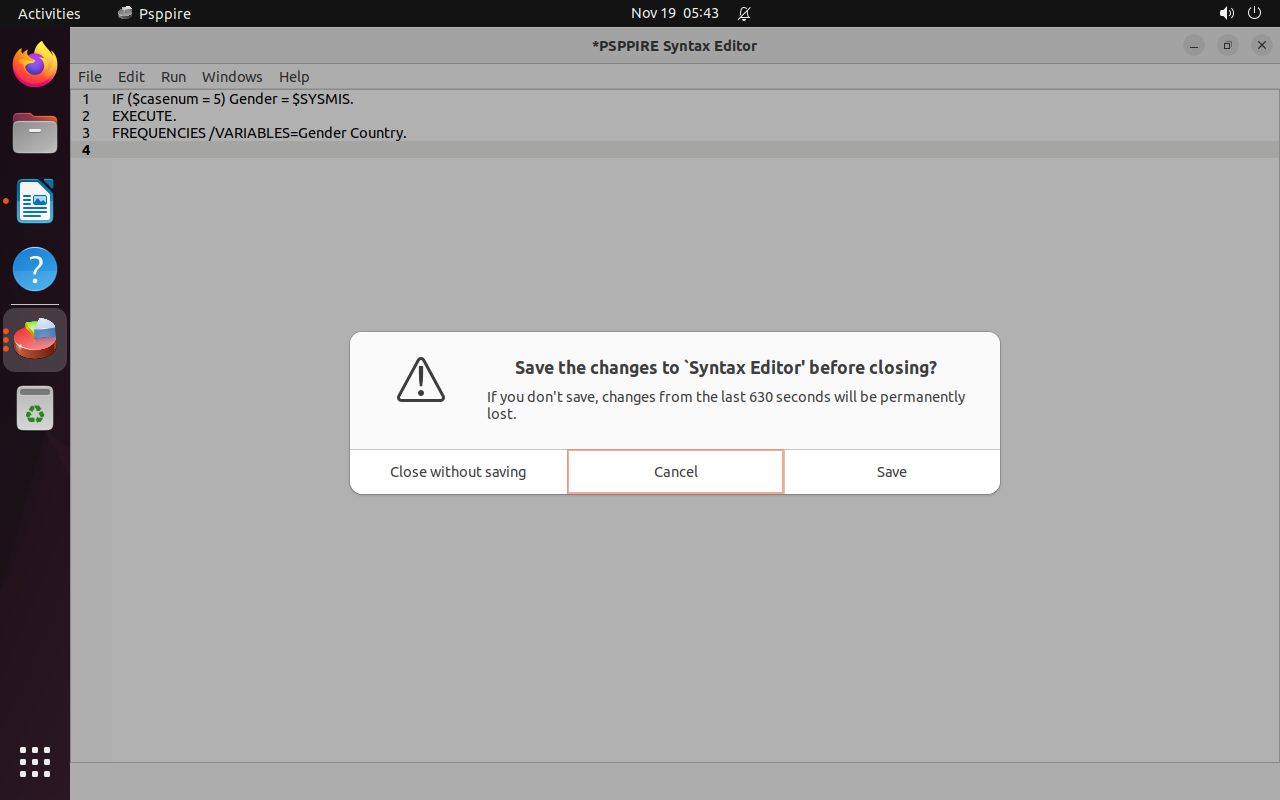 Activities
Psppire
Nov 19 05:43
*PSPPIRE Syntax Editor
File Edit Run Windows Help
1 IF ($casenum = 5) Gender = $SYSMIS.
2 EXECUTE.
3 FREQUENCIES /VARIABLES=Gender Country.
4
Save the changes to `Syntax Editor' before closing?
If you don't save, changes from the last 630 seconds will be permanently
lost.
Close without saving
Cancel
Save